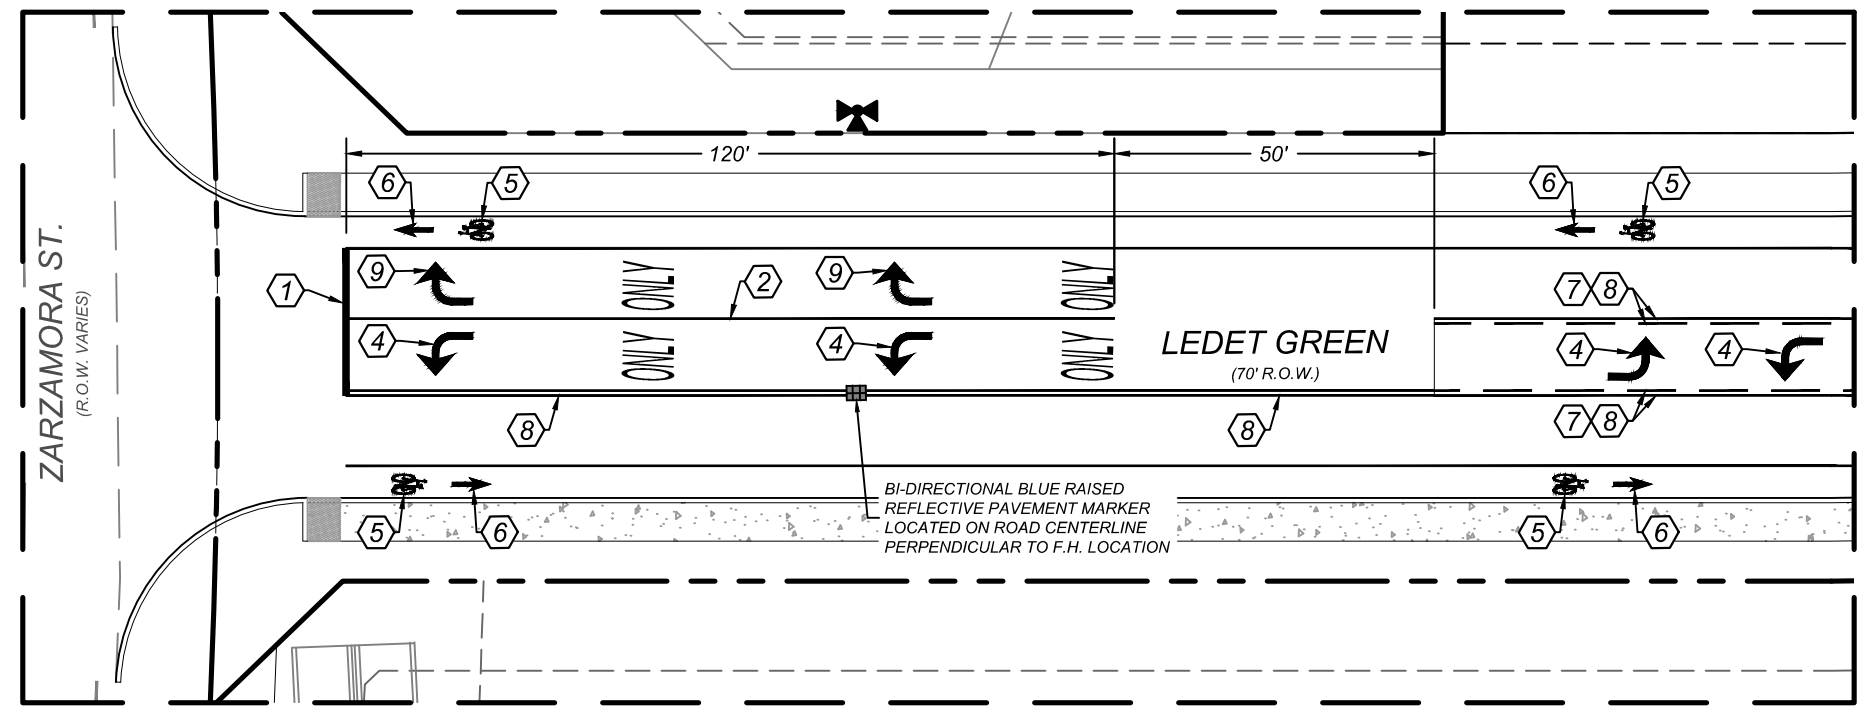 120'
50'
6
5
6
5
9
9
1
2
7
8
4
4
LEDET GREEN
(70' R.O.W.)
4
4
ZARZAMORA ST.
(R.O.W. VARIES)
ONLY
ONLY
ONLY
ONLY
8
8
7
8
BI-DIRECTIONAL BLUE RAISED
REFLECTIVE PAVEMENT MARKER
LOCATED ON ROAD CENTERLINE
PERPENDICULAR TO F.H. LOCATION
5
6
5
6